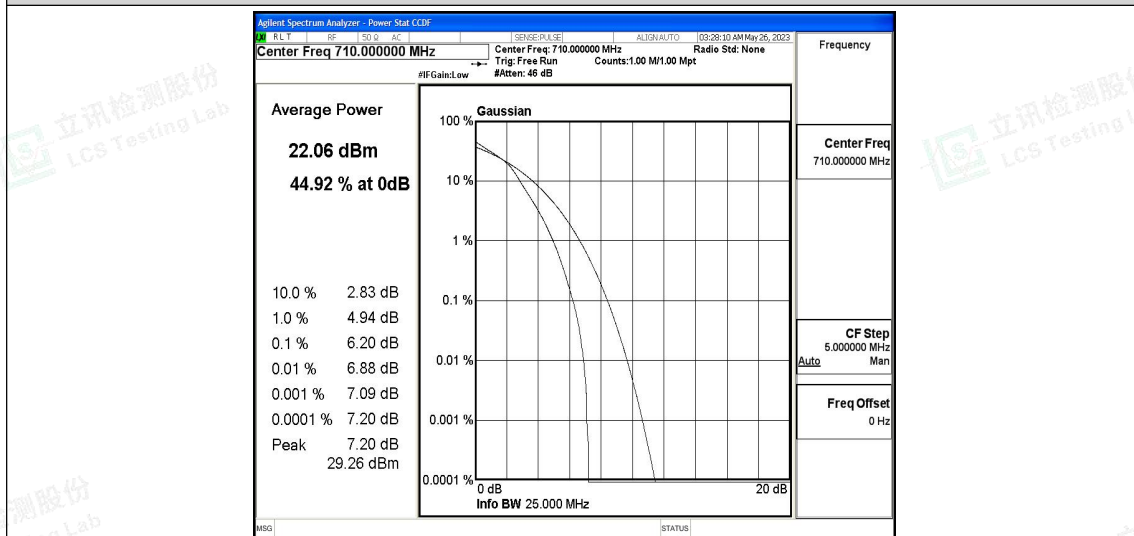 Agilent Spectrum Analyzer - Power Stat CCDF
LXI RLT RF 50 Ω AC SENSE:PULSE ALIGN AUTO 03:28:10 AM May 26, 2023
Center Freq 710.000000 MHz
Center Freq: 710.000000 MHz Radio Std: None
Trig: Free Run Counts:1.00 M/1.00 Mpt
#IFGain:Low #Atten: 46 dB
Frequency
Average Power
22.06 dBm
44.92 % at 0dB
10.0 % 2.83 dB
1.0 % 4.94 dB
0.1 % 6.20 dB
0.01 % 6.88 dB
0.001 % 7.09 dB
0.0001 % 7.20 dB
Peak 7.20 dB
29.26 dBm
Gaussian
100 %
10 %
1 %
0.1 %
0.01 %
0.001 %
0.0001 %
0 dB 20 dB
Info BW 25.000 MHz
Center Freq
710.000000 MHz
CF Step
5.000000 MHz
Auto Man
Freq Offset
0 Hz
MSG STATUS
立讯检测股份
LCS Testing Lab
立讯检测股份
LCS Testing L
测股份
Lab